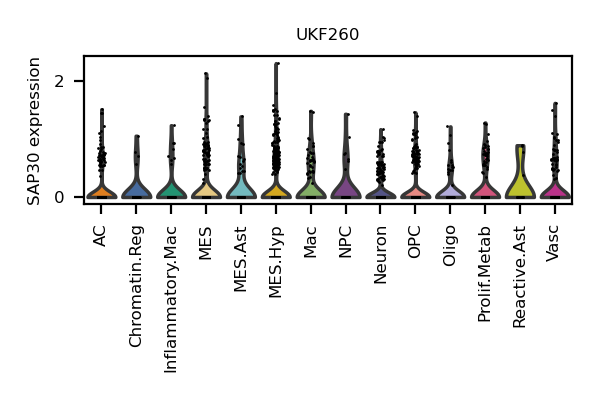 UKF260
SAP30 expression
2
0
AC
Chromatin.Reg
Inflammatory.Mac
MES
MES.Ast
MES.Hyp
Mac
NPC
Neuron
OPC
Oligo
Prolif.Metab
Reactive.Ast
Vasc